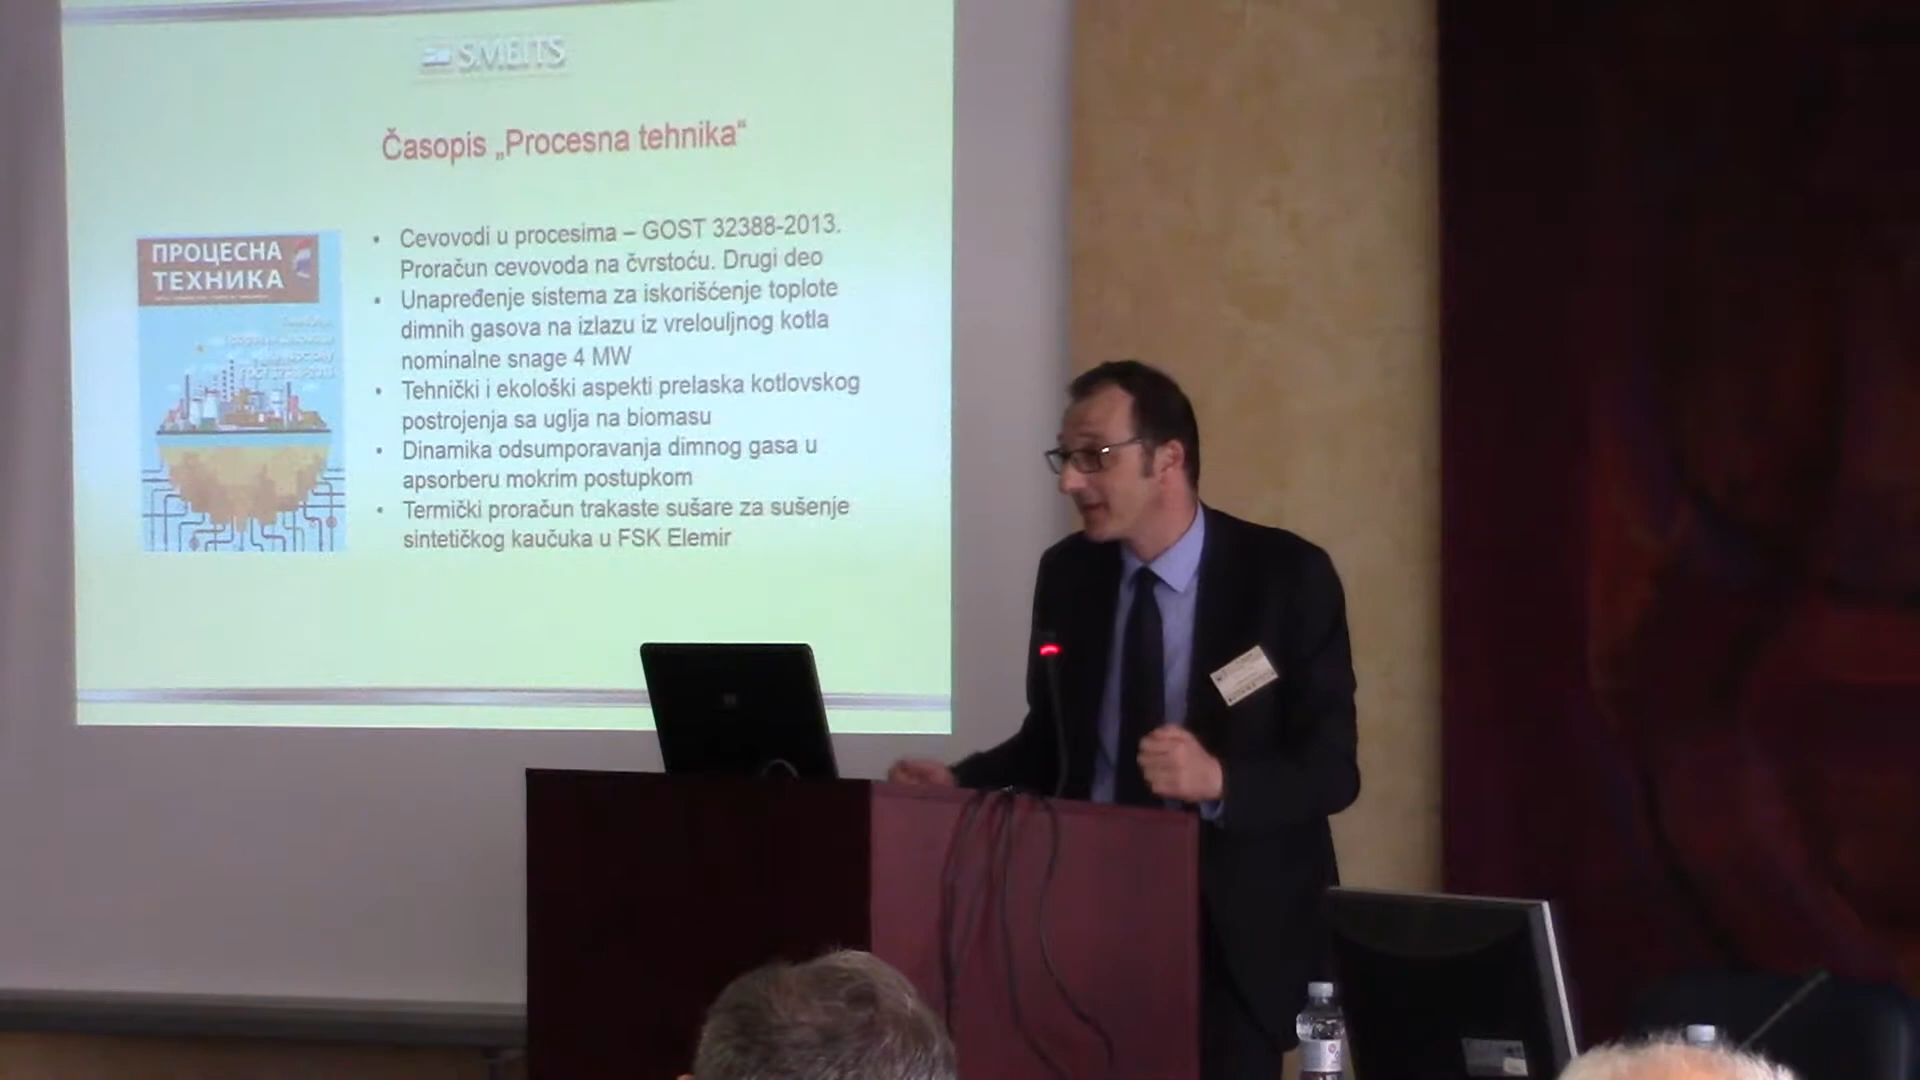 SMEITS
Časopis „Procesna tehnika“
ПРОЦЕСНА
ТЕХНИКА
• Cevovodi u procesima – GOST 32388-2013.
Proračun cevovoda na čvrstoću. Drugi deo
• Unapređenje sistema za iskorišćenje toplote
dimnih gasova na izlazu iz vrelouljnog kotla
nominalne snage 4 MW
• Tehnički i ekološki aspekti prelaska kotlovskog
postrojenja sa uglja na biomasu
• Dinamika odsumporavanja dimnog gasa u
apsorberu mokrim postupkom
• Termički proračun trakaste sušare za sušenje
sintetičkog kaučuka u FSK Elemir